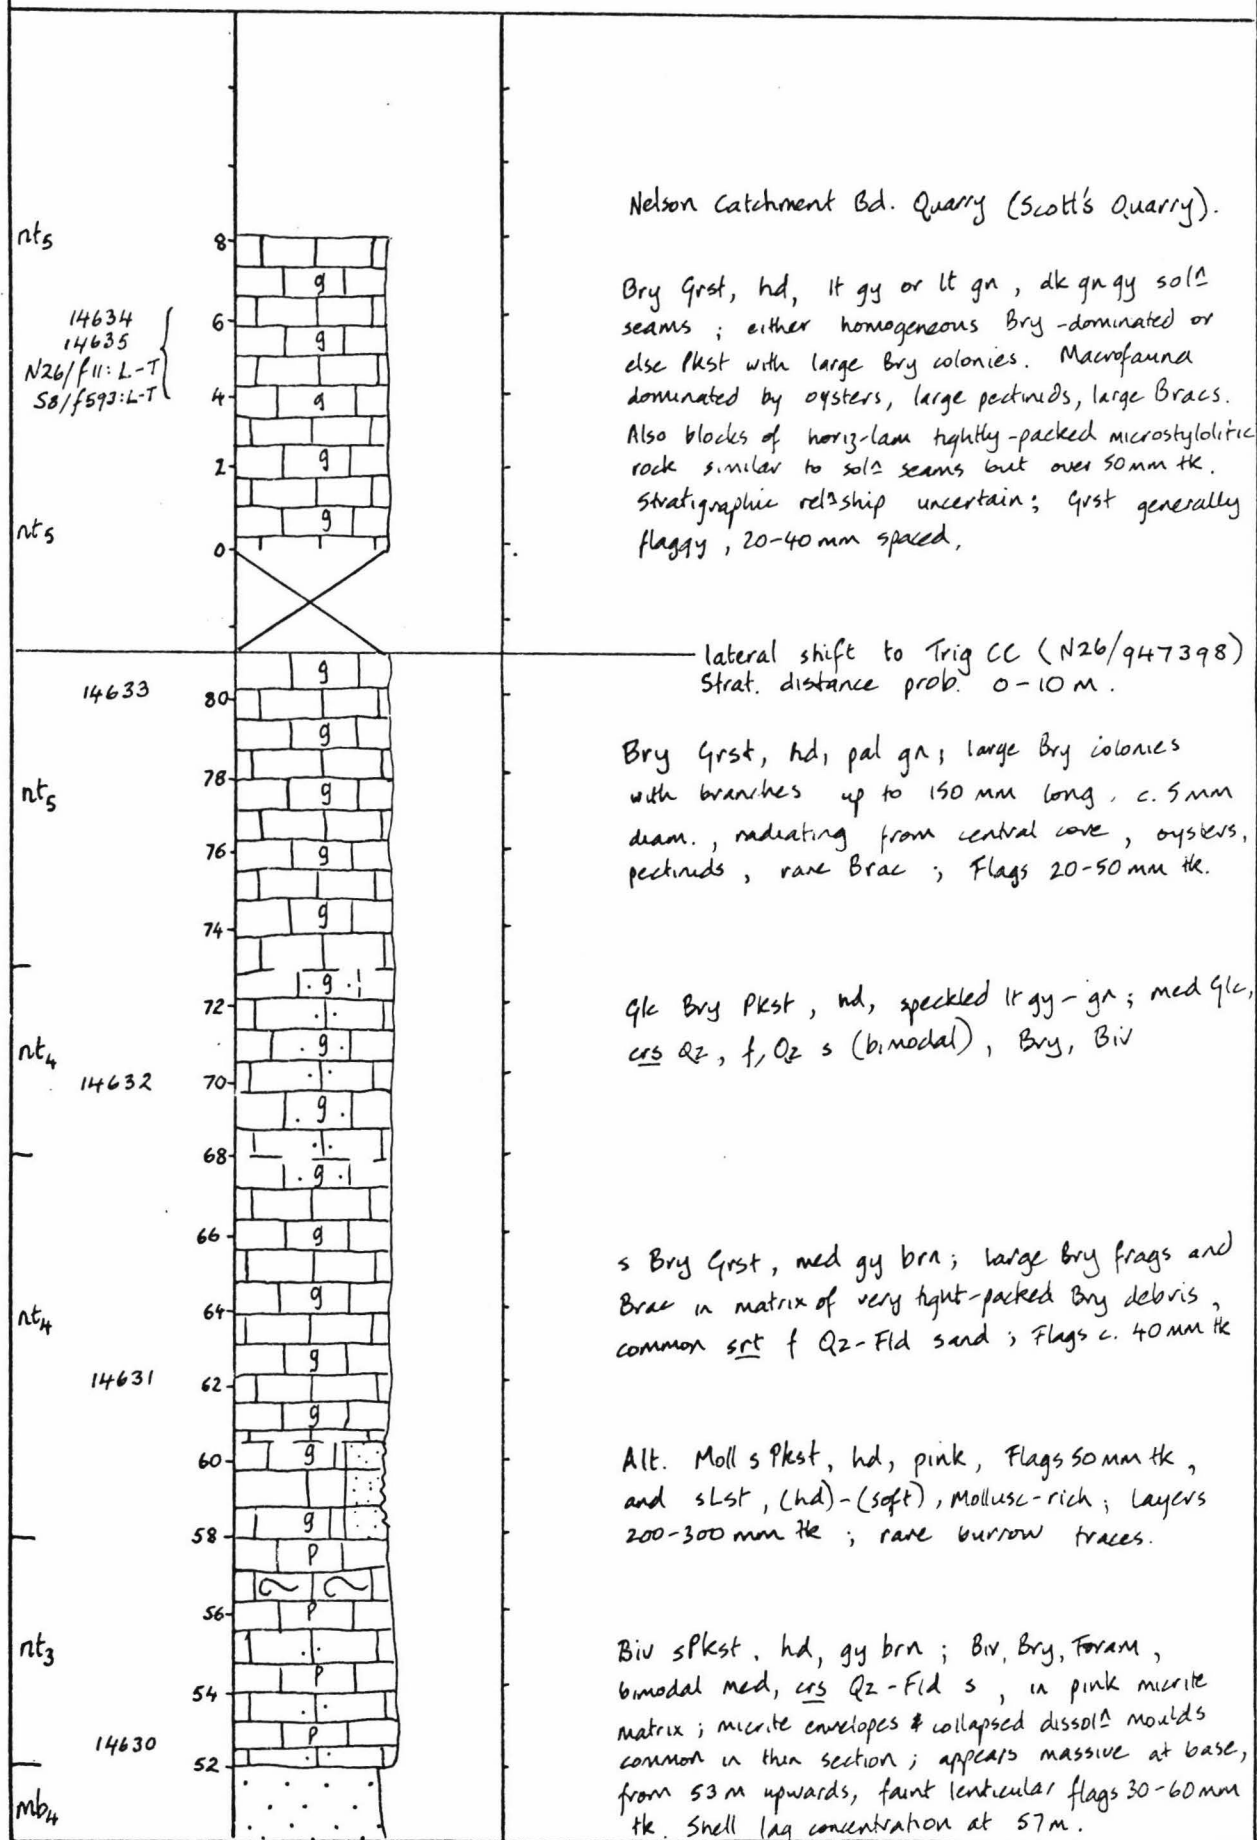 Nelson Catchment Bd. Quarry (Scott's Quarry).
nt5
8
g
Bry Grst, hd, lt gy or lt gn, dk gn gy solⁿ
14634
6
seams ; either homogeneous Bry-dominated or
14635
g
else Pkst with large Bry colonies. Macrofauna
N26/f11: L-T
S8/f593: L-T
4
g
dominated by oysters, large pectinids, large Bracs.
Also blocks of horiz-lam tightly-packed microstylolitic
2
g
rock similar to solⁿ seams but over 50mm tk.
Stratigraphic relⁿship uncertain; Grst generally
nt5
g
0
flaggy, 20-40 mm spaced.
lateral shift to Trig CC (N26/947398)
14633
80
g
Strat. distance prob. 0-10 m.
g
Bry Grst, hd, pal gn; large Bry colonies
78
nt5
g
with branches up to 150 mm long, c. 5mm
76
g
diam., radiating from central core, oysters,
pectinids, rare Brac ; Flags 20-50 mm tk.
74
g
g
72
Glc Bry Pkst, hd, speckled lt gy-gn; med Glc,
nt4
g
crs Qz, f, Qz s (bimodal), Bry, Biv
14632
70
g
68
g
66
g
s Bry Grst, med gy brn; large Bry frags and
64
g
Brac in matrix of very tight-packed Bry debris,
nt4
g
common srt f Qz-Fld sand ; Flags c. 40 mm tk
14631
62
g
60
g
Alt. Moll s Pkst, hd, pink, Flags 50 mm tk,
and sLst, (hd)-(soft), Mollusc-rich; layers
58
g
200-300 mm tk ; rare burrow traces.
P
56
P
nt3
Biv sPkst, hd, gy brn ; Biv, Bry, Foram,
54
P
bimodal med, crs Qz-Fld s, in pink micrite
matrix ; micrite envelopes & collapsed dissolⁿ moulds
14630
P
common in thin section; appears massive at base,
52
from 53 m upwards, faint lenticular flags 30-60mm
mb4
tk. Shell lag concentration at 57m.